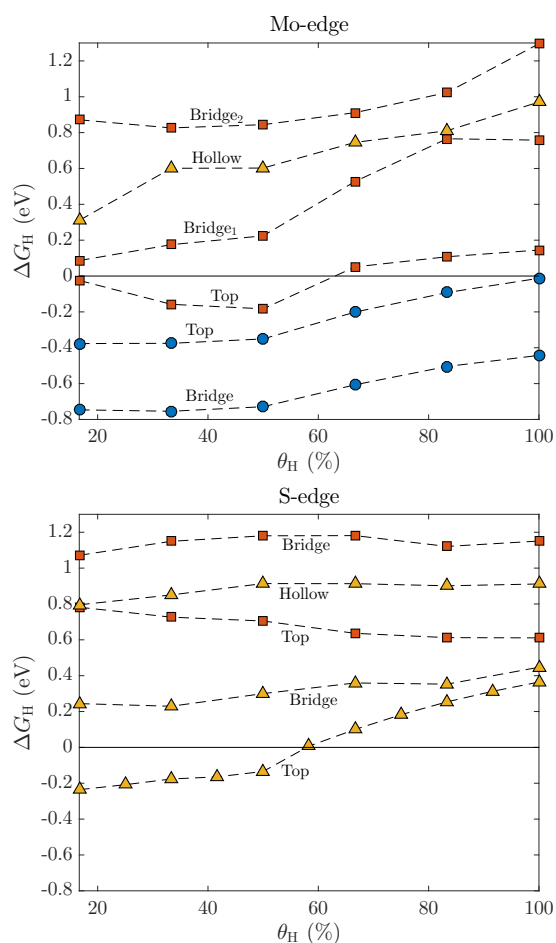 Mo-edge
1.2
1
0.8
0.6
0.4
0.2
0
-0.2
-0.4
-0.6
-0.8
ΔG_H (eV)
Bridge₂
Hollow
Bridge₁
Top
Top
Bridge
20 40 60 80 100
θ_H (%)
S-edge
1.2
1
0.8
0.6
0.4
0.2
0
-0.2
-0.4
-0.6
-0.8
ΔG_H (eV)
Bridge
Hollow
Top
Bridge
Top
20 40 60 80 100
θ_H (%)